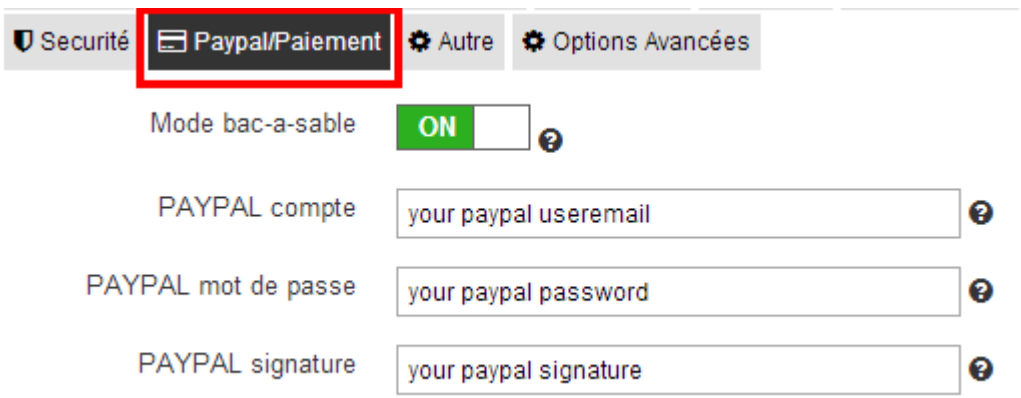 Securité Paypal/Paiement Autre Options Avancées
Mode bac-a-sable ON
PAYPAL compte your paypal useremail
PAYPAL mot de passe your paypal password
PAYPAL signature your paypal signature